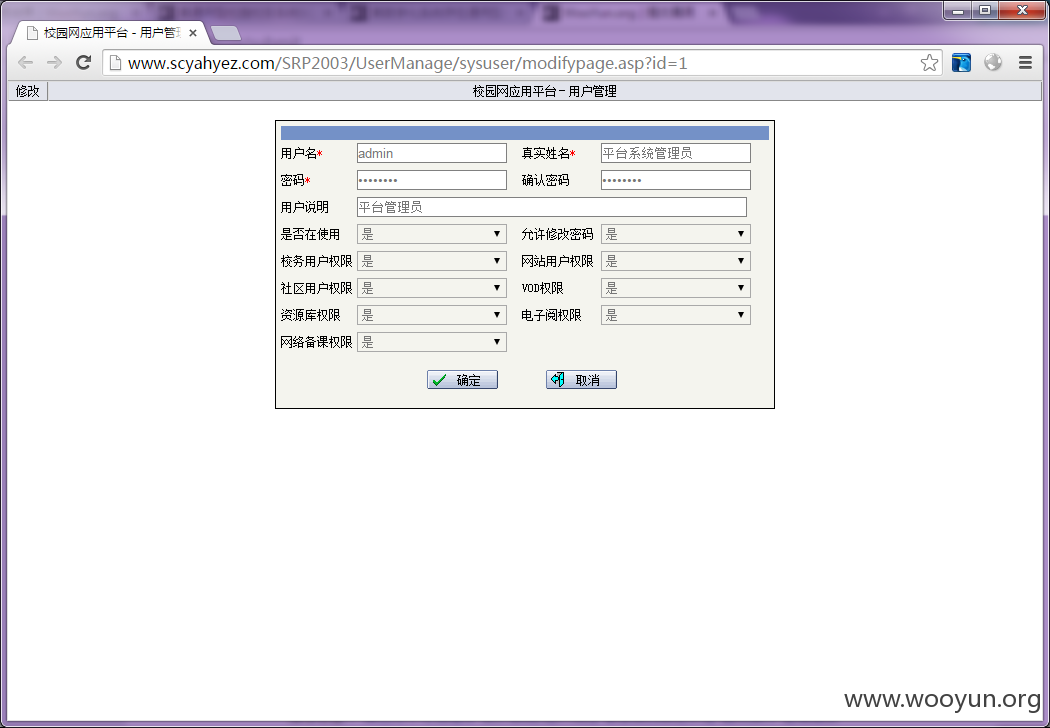 校园网应用平台 - 用户管
www.scyahyez.com/SRP2003/UserManage/sysuser/modifypage.asp?id=1
修改 校园网应用平台－用户管理
用户名* admin 真实姓名* 平台系统管理员
密码* •••••••• 确认密码 ••••••••
用户说明 平台管理员
是否在使用 是 允许修改密码 是
校务用户权限 是 网站用户权限 是
社区用户权限 是 VOD权限 是
资源库权限 是 电子阅权限 是
网络备课权限 是
确定 取消
www.wooyun.org